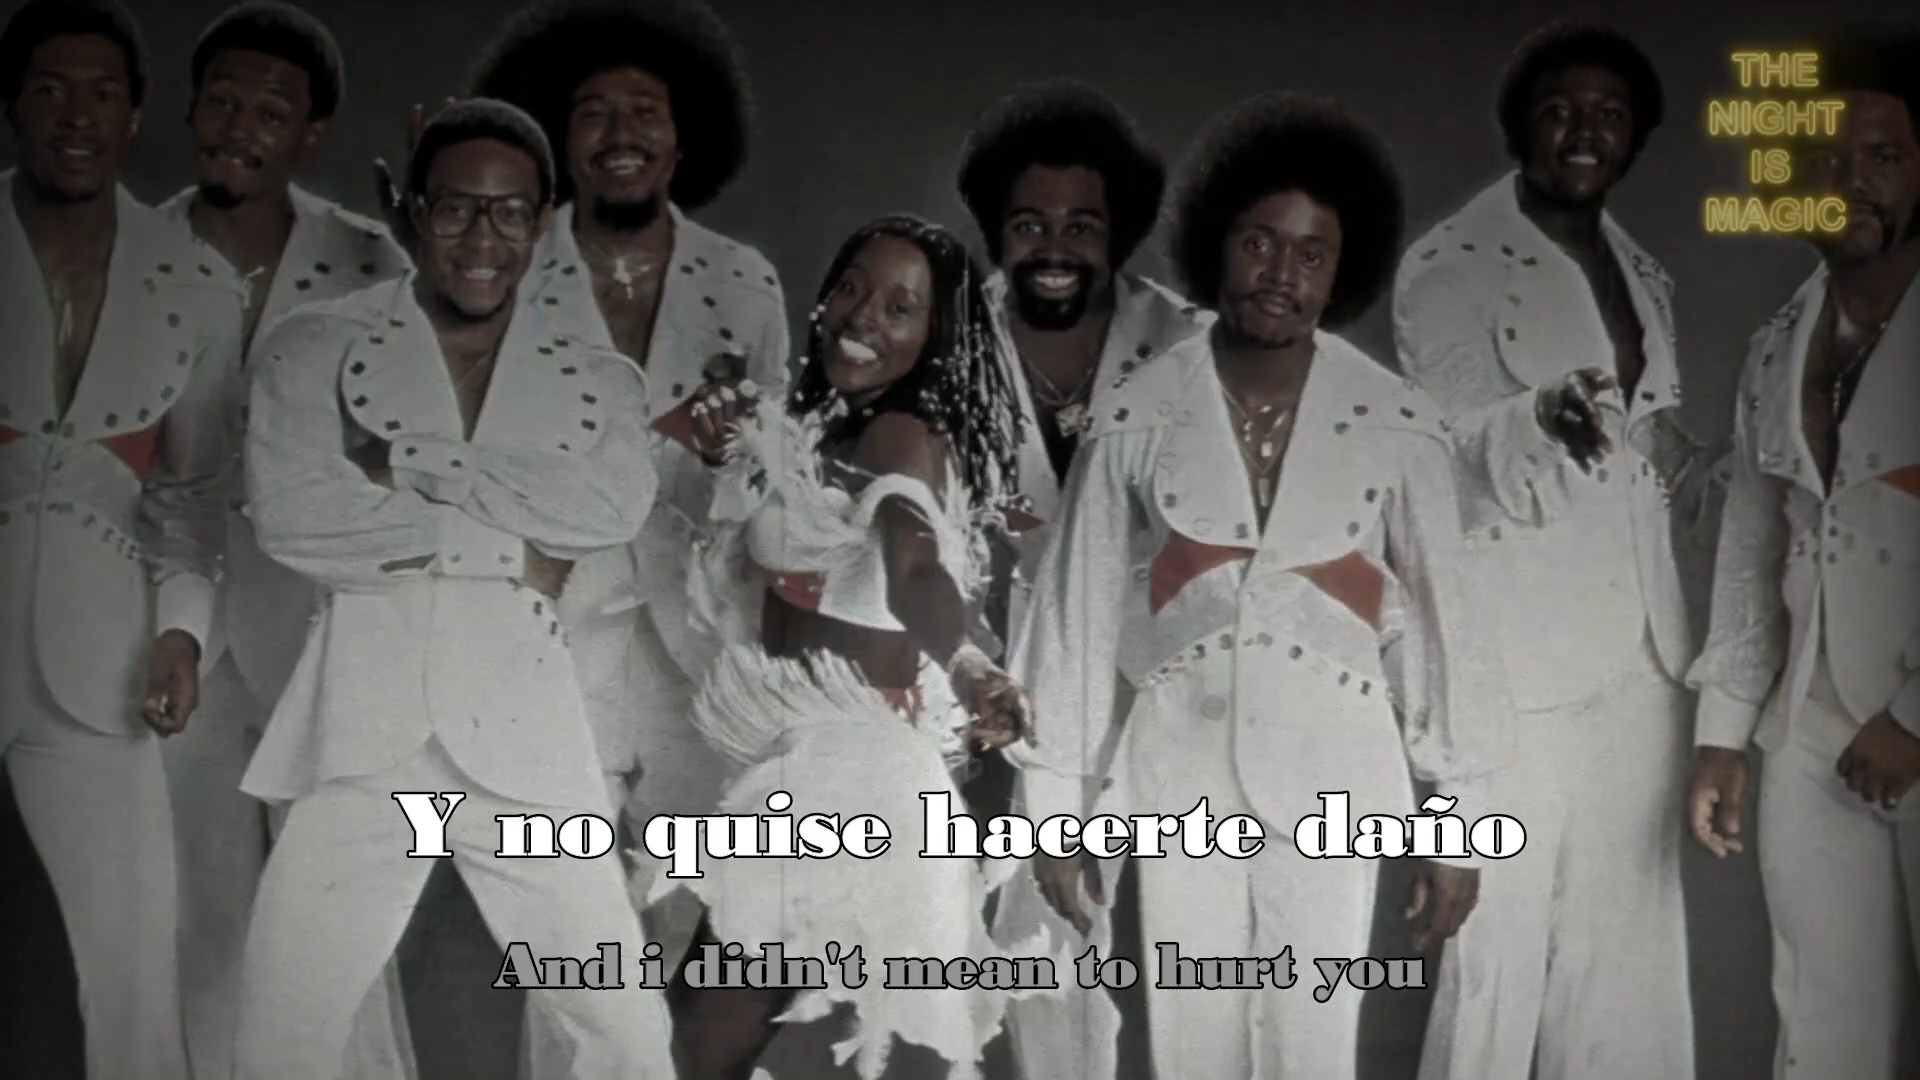 THE
NIGHT
IS
MAGIC
Y no quise hacerte daño
And i didn't mean to hurt you